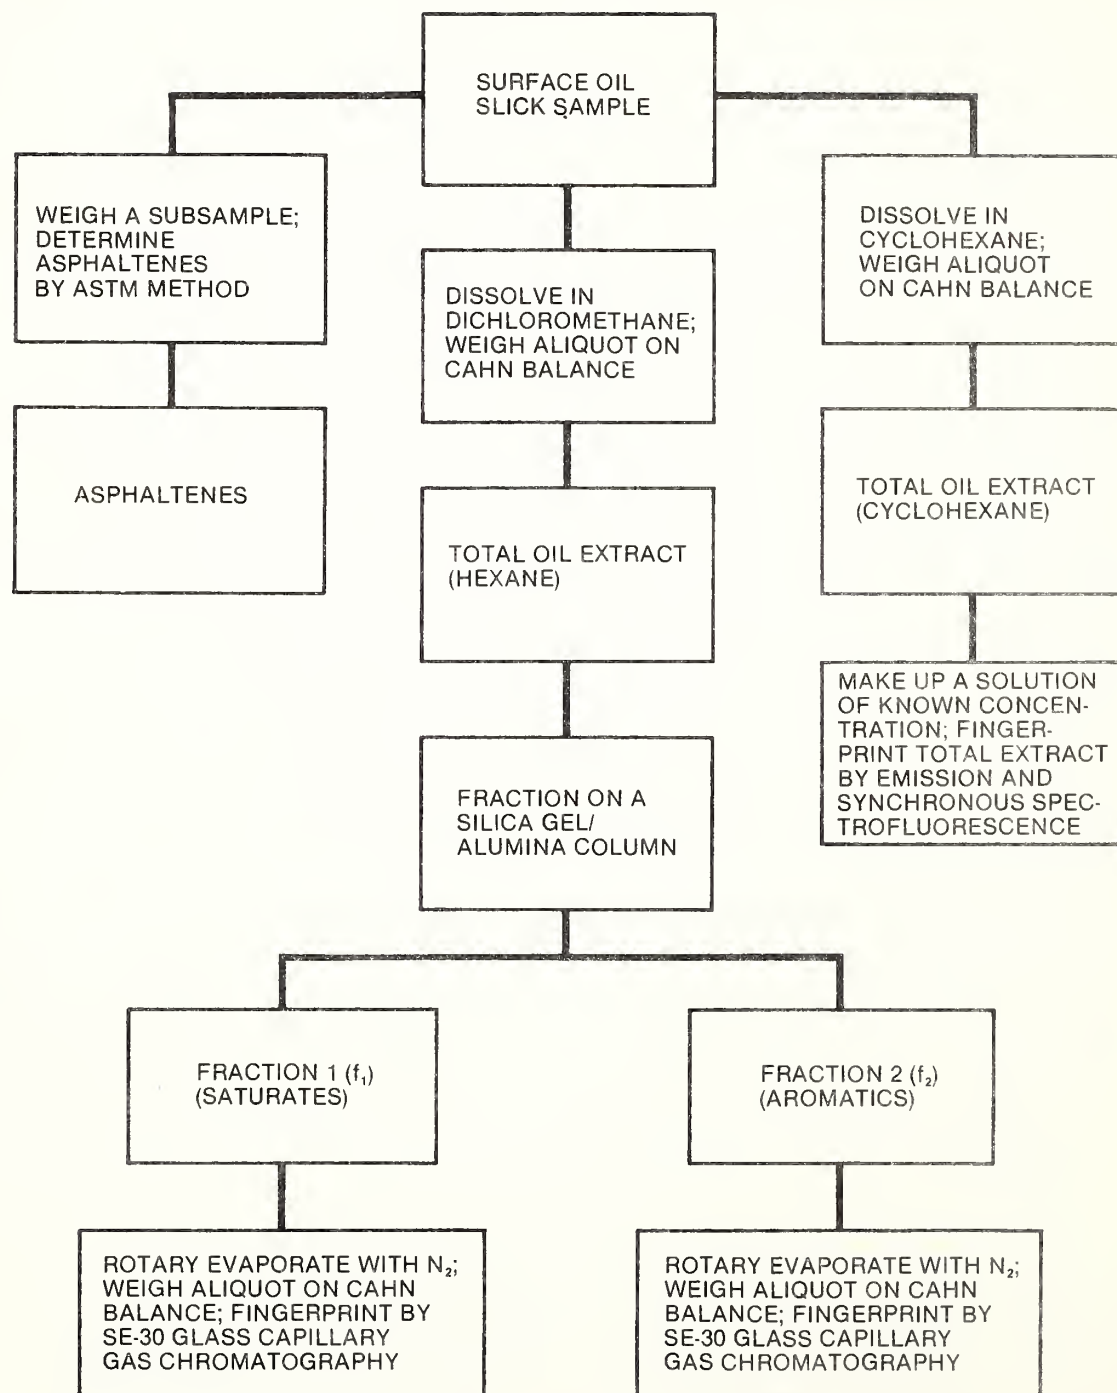 SURFACE OIL
SLICK SAMPLE
WEIGH A SUBSAMPLE;
DETERMINE
ASPHALTENES
BY ASTM METHOD
ASPHALTENES
DISSOLVE IN
DICHLOROMETHANE;
WEIGH ALIQUOT ON
CAHN BALANCE
TOTAL OIL EXTRACT
(HEXANE)
FRACTION ON A
SILICA GEL/
ALUMINA COLUMN
DISSOLVE IN
CYCLOHEXANE;
WEIGH ALIQUOT
ON CAHN BALANCE
TOTAL OIL EXTRACT
(CYCLOHEXANE)
MAKE UP A SOLUTION
OF KNOWN CONCEN-
TRATION; FINGER-
PRINT TOTAL EXTRACT
BY EMISSION AND
SYNCHRONOUS SPEC-
TROFLUORESCENCE
FRACTION 1 (f₁)
(SATURATES)
ROTARY EVAPORATE WITH N₂;
WEIGH ALIQUOT ON CAHN
BALANCE; FINGERPRINT BY
SE-30 GLASS CAPILLARY
GAS CHROMATOGRAPHY
FRACTION 2 (f₂)
(AROMATICS)
ROTARY EVAPORATE WITH N₂;
WEIGH ALIQUOT ON CAHN
BALANCE; FINGERPRINT BY
SE-30 GLASS CAPILLARY
GAS CHROMATOGRAPHY